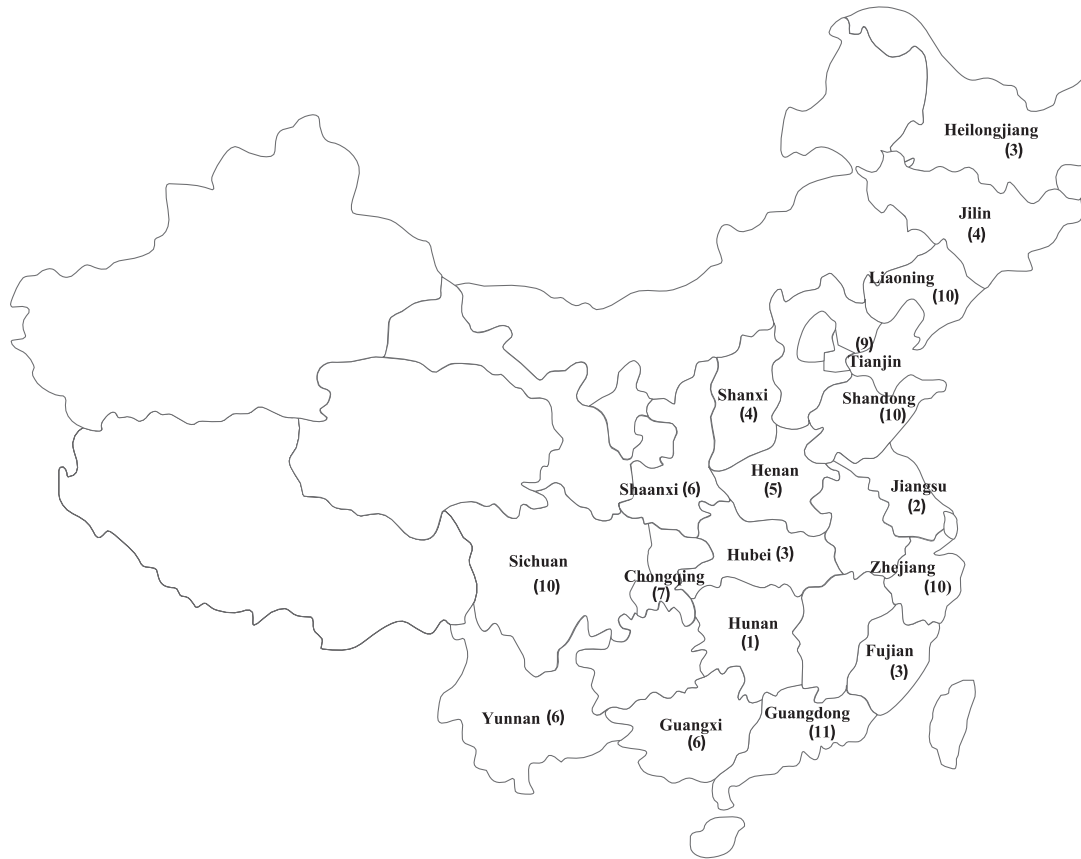 Heilongjiang
(3)
Jilin
(4)
Liaoning
(10)
(9)
Tianjin
Shanxi
(4)
Shandong
(10)
Henan
(5)
Shaanxi (6)
Jiangsu
(2)
Sichuan
(10)
Hubei (3)
Chongqing
(7)
Zhejiang
(10)
Hunan
(1)
Fujian
(3)
Yunnan (6)
Guangxi
(6)
Guangdong
(11)